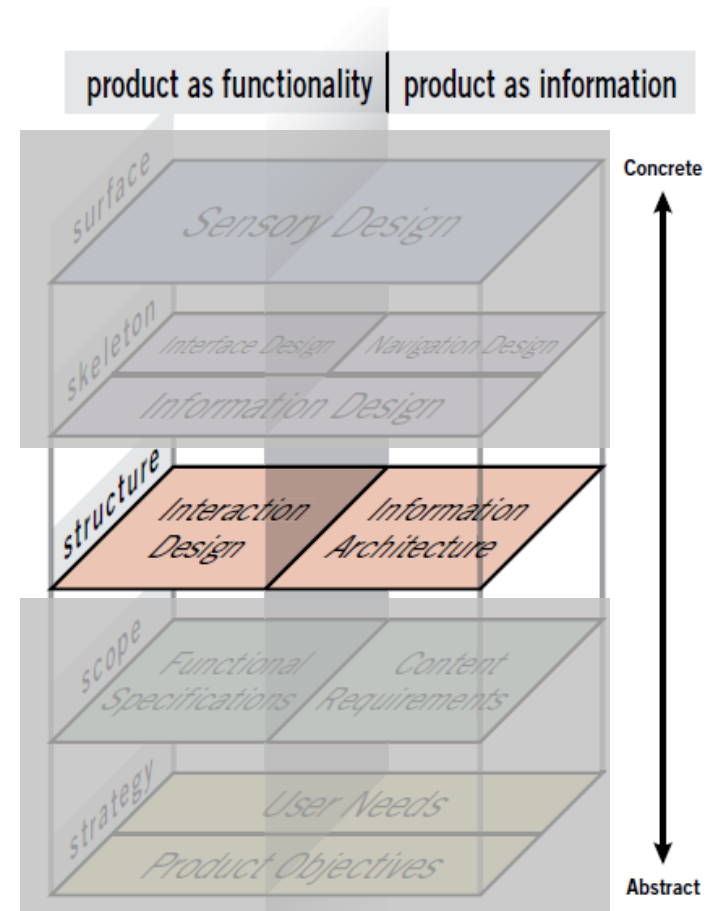 product as functionality
product as information
Concrete
surface
Sensory Design
skeleton
Interface Design
Navigation Design
Information Design
structure
Interaction
Design
Information
Architecture
scope
Functional
Specifications
Content
Requirements
strategy
User Needs
Product Objectives
Abstract